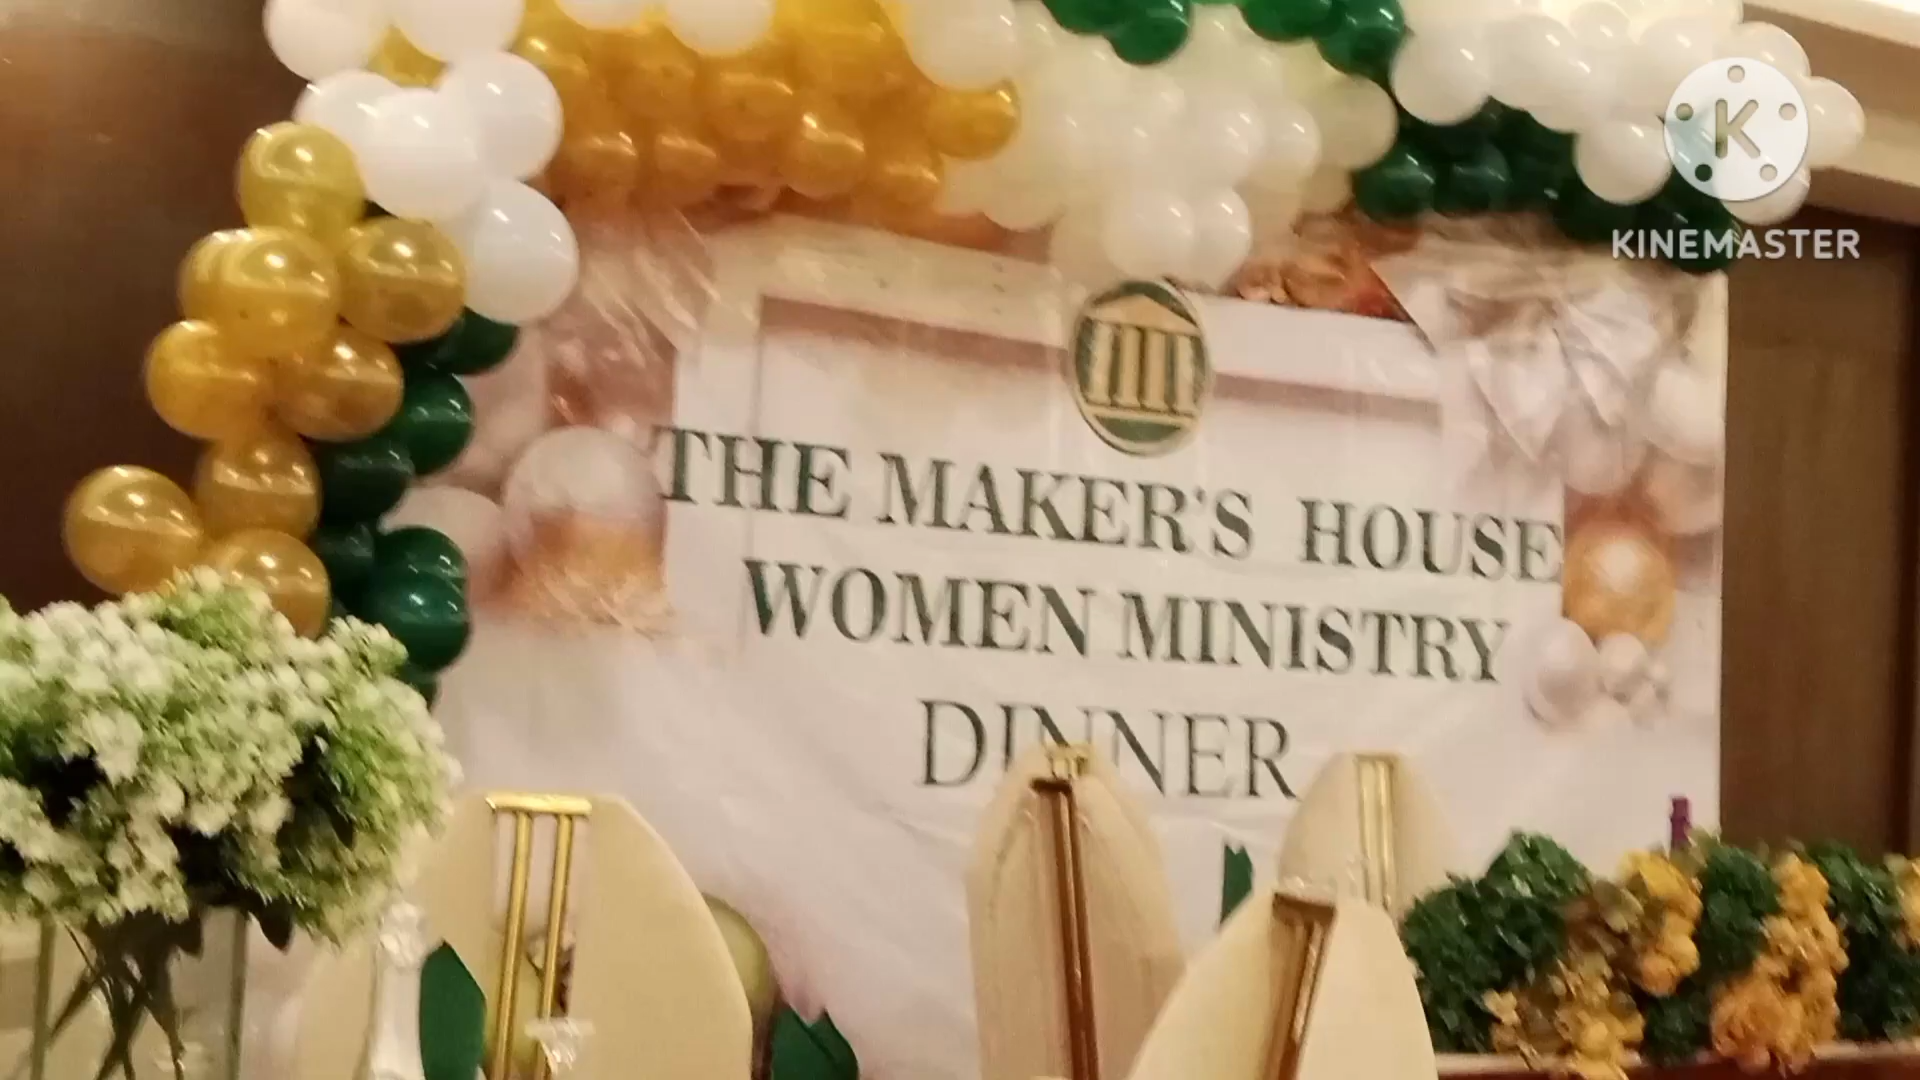 K
KINEMASTER
THE MAKER'S HOUSE
WOMEN MINISTRY
DINNER